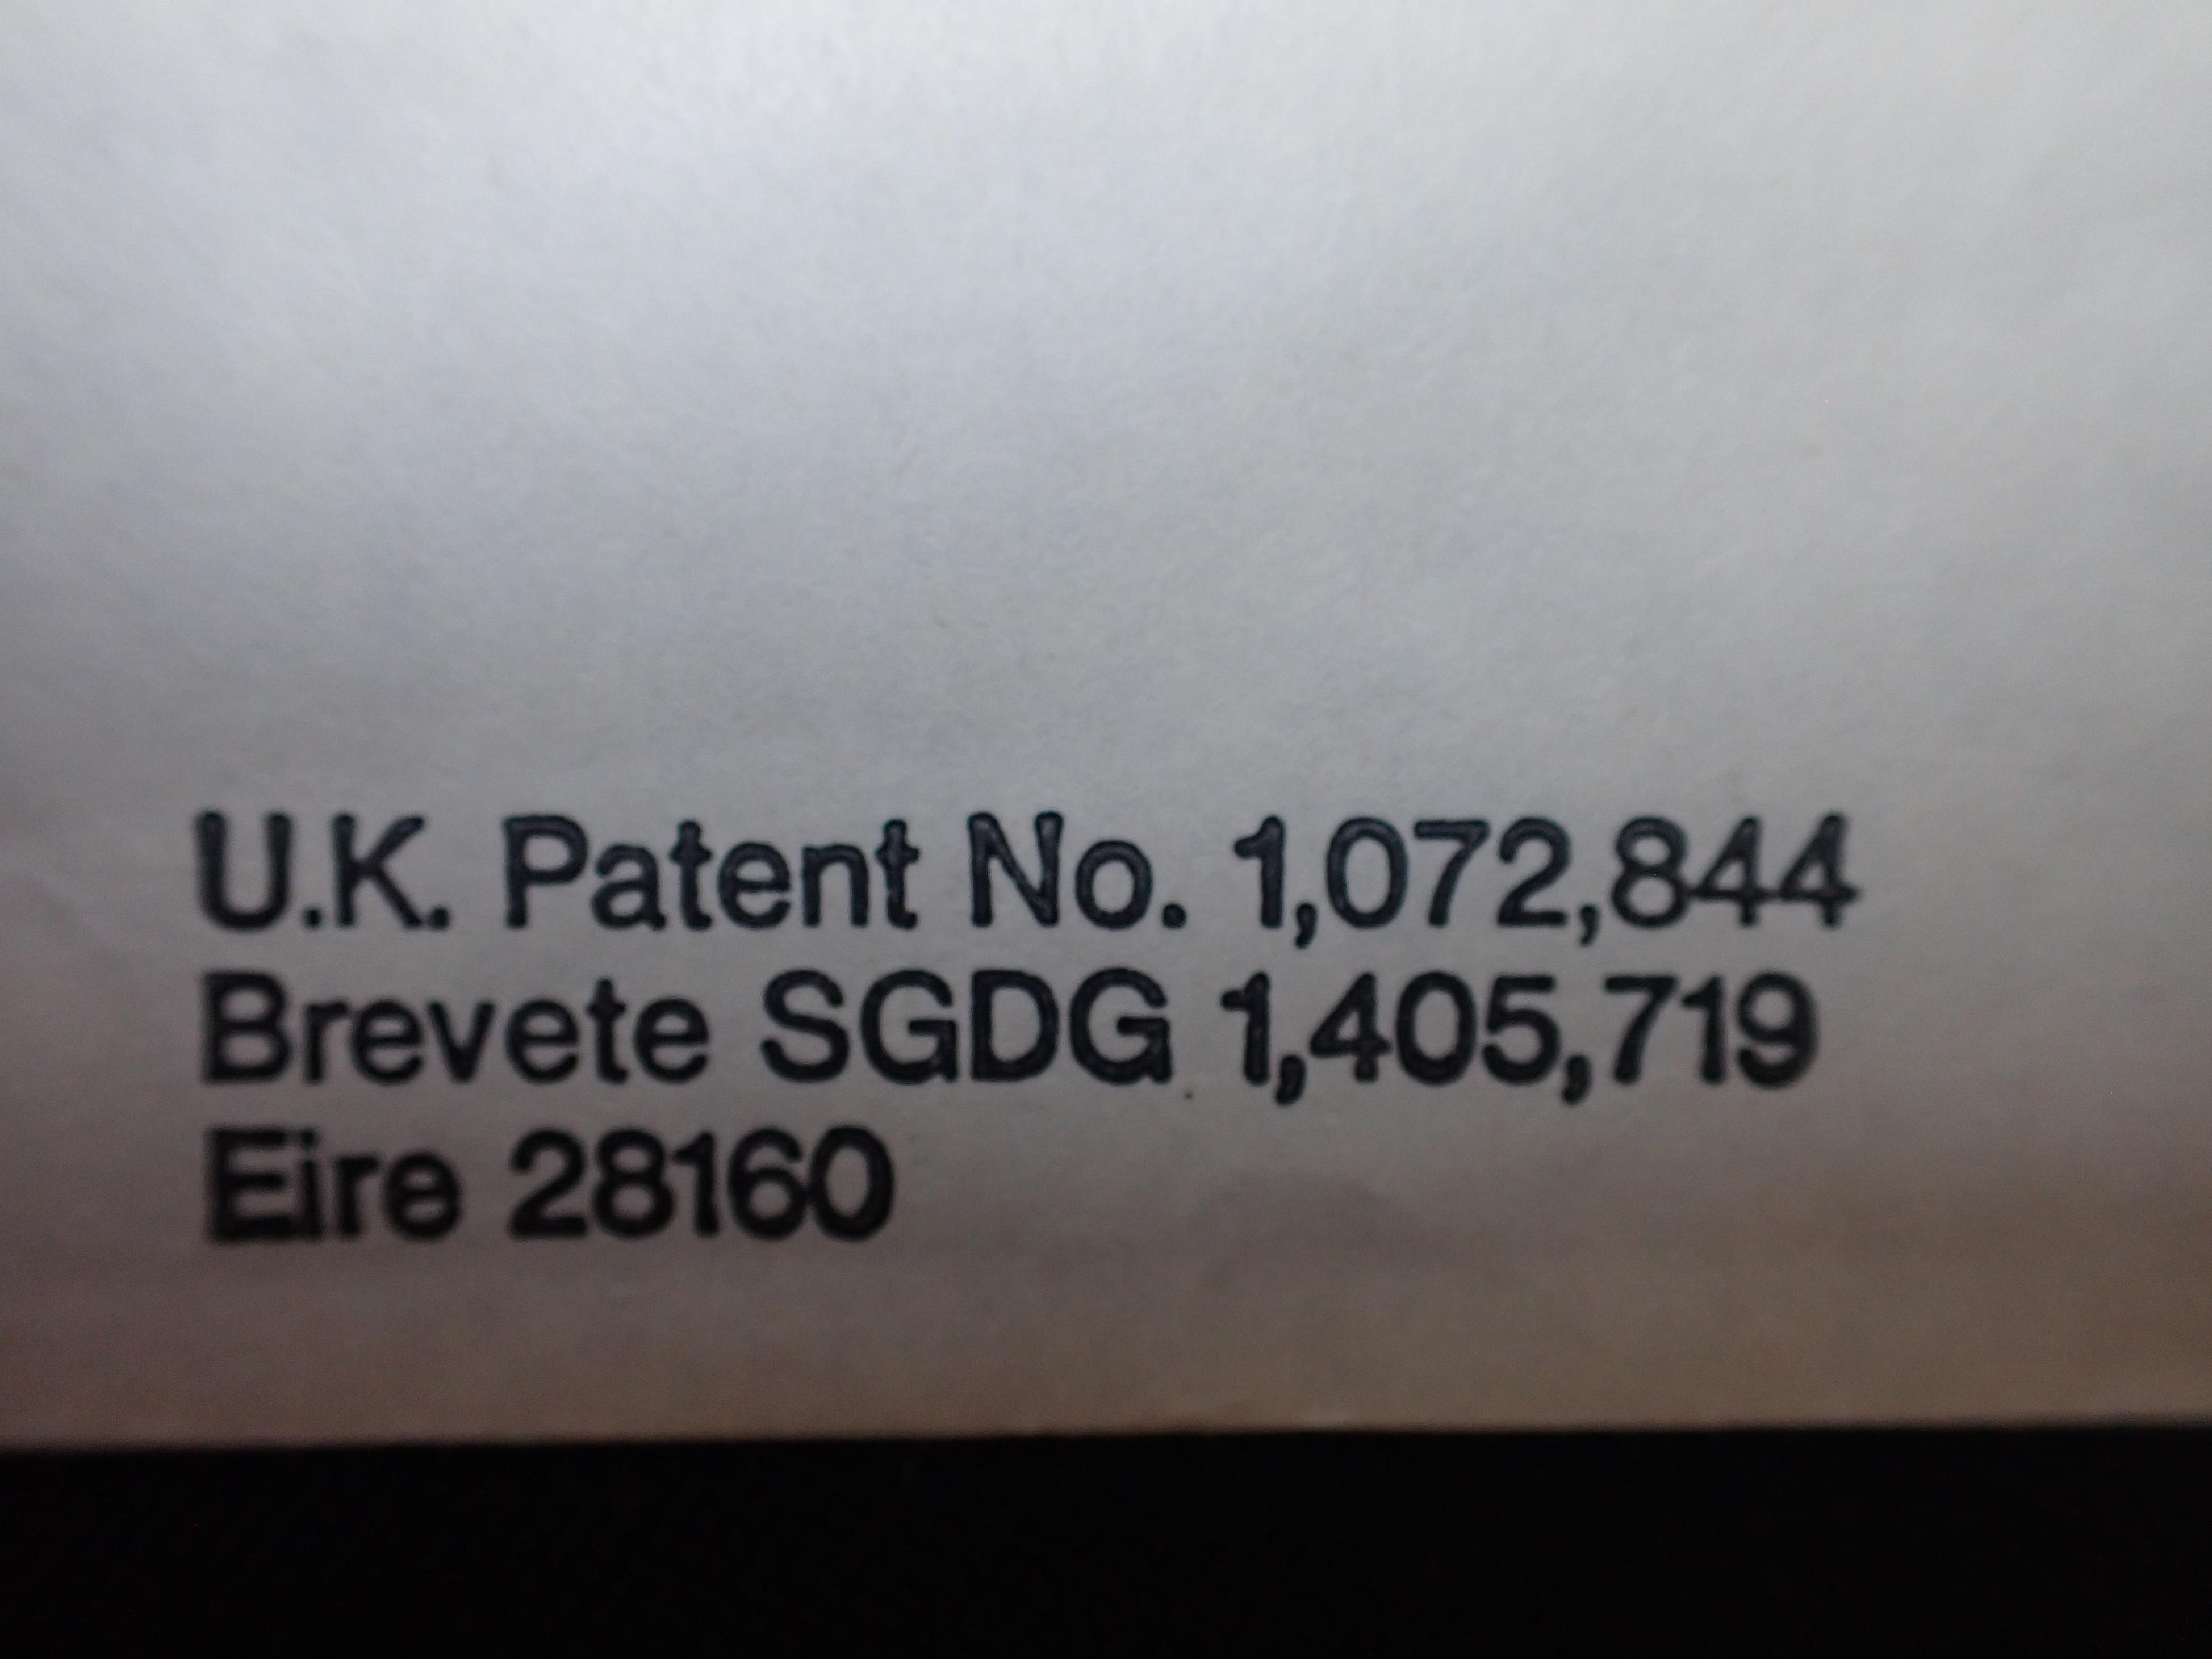 U.K. Patent No. 1,072,844
Brevete SGDG 1,405,719
Eire 28160